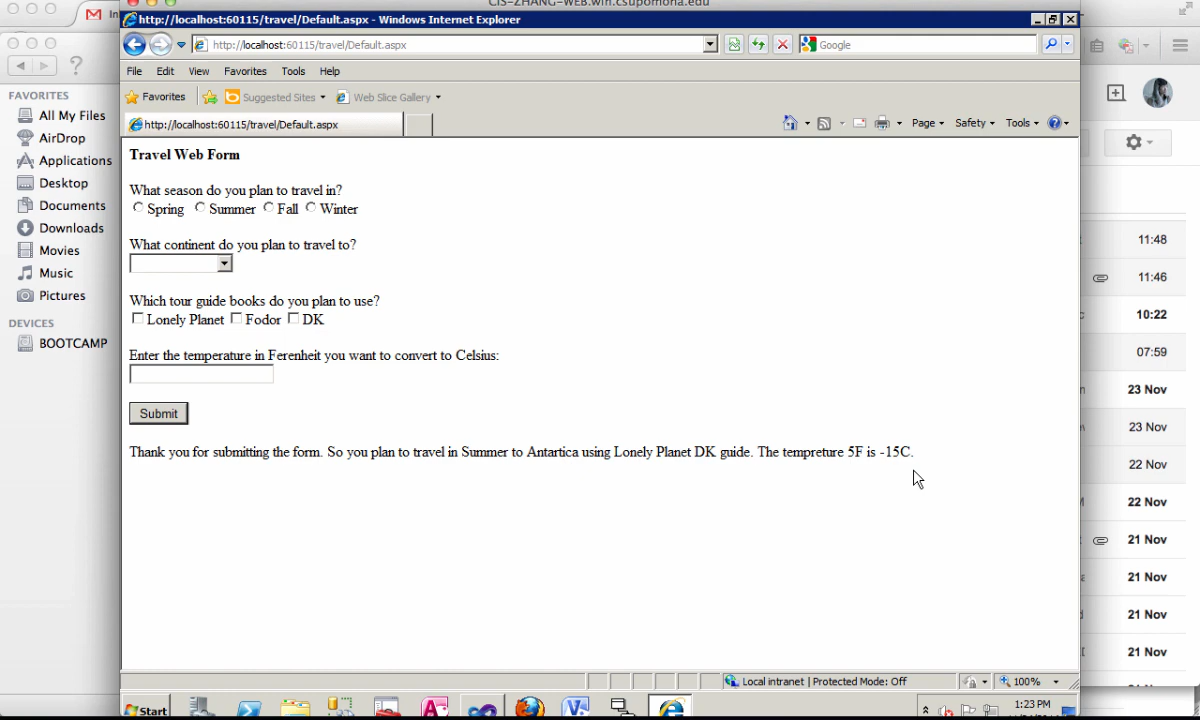 CIS-ZHANG-WEB.win.csupomona.edu
http://localhost:60115/travel/Default.aspx - Windows Internet Explorer
http://localhost:60115/travel/Default.aspx
Google
File Edit View Favorites Tools Help
Favorites Suggested Sites Web Slice Gallery
http://localhost:60115/travel/Default.aspx
Page Safety Tools
FAVORITES
All My Files
AirDrop
Applications
Desktop
Documents
Downloads
Movies
Music
Pictures
DEVICES
BOOTCAMP
Travel Web Form
What season do you plan to travel in?
Spring Summer Fall Winter
What continent do you plan to travel to?
Which tour guide books do you plan to use?
Lonely Planet Fodor DK
Enter the temperature in Ferenheit you want to convert to Celsius:
Submit
Thank you for submitting the form. So you plan to travel in Summer to Antartica using Lonely Planet DK guide. The tempreture 5F is -15C.
11:48
11:46
10:22
07:59
23 Nov
23 Nov
22 Nov
22 Nov
21 Nov
21 Nov
21 Nov
21 Nov
Local intranet | Protected Mode: Off
100%
Start
1:23 PM